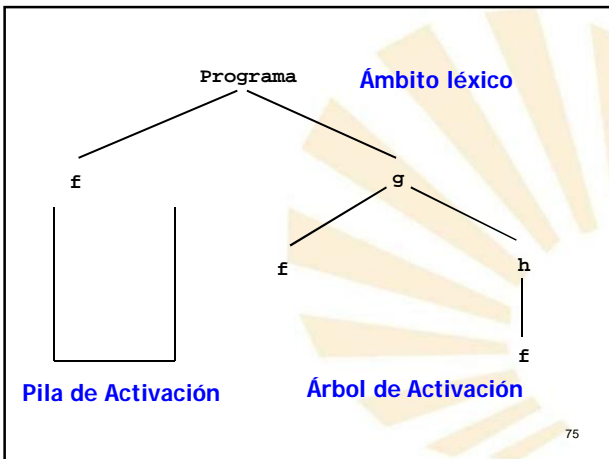 Programa
Ámbito léxico
f
g
f
h
f
Pila de Activación
Árbol de Activación
75